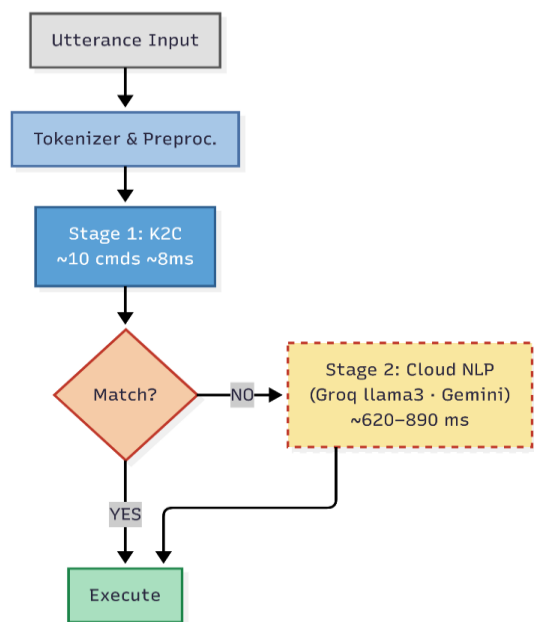 Utterance Input
Tokenizer & Preproc.
Stage 1: K2C
~10 cmds ~8ms
Match?
NO
Stage 2: Cloud NLP
(Groq llama3 · Gemini)
~620–890 ms
YES
Execute